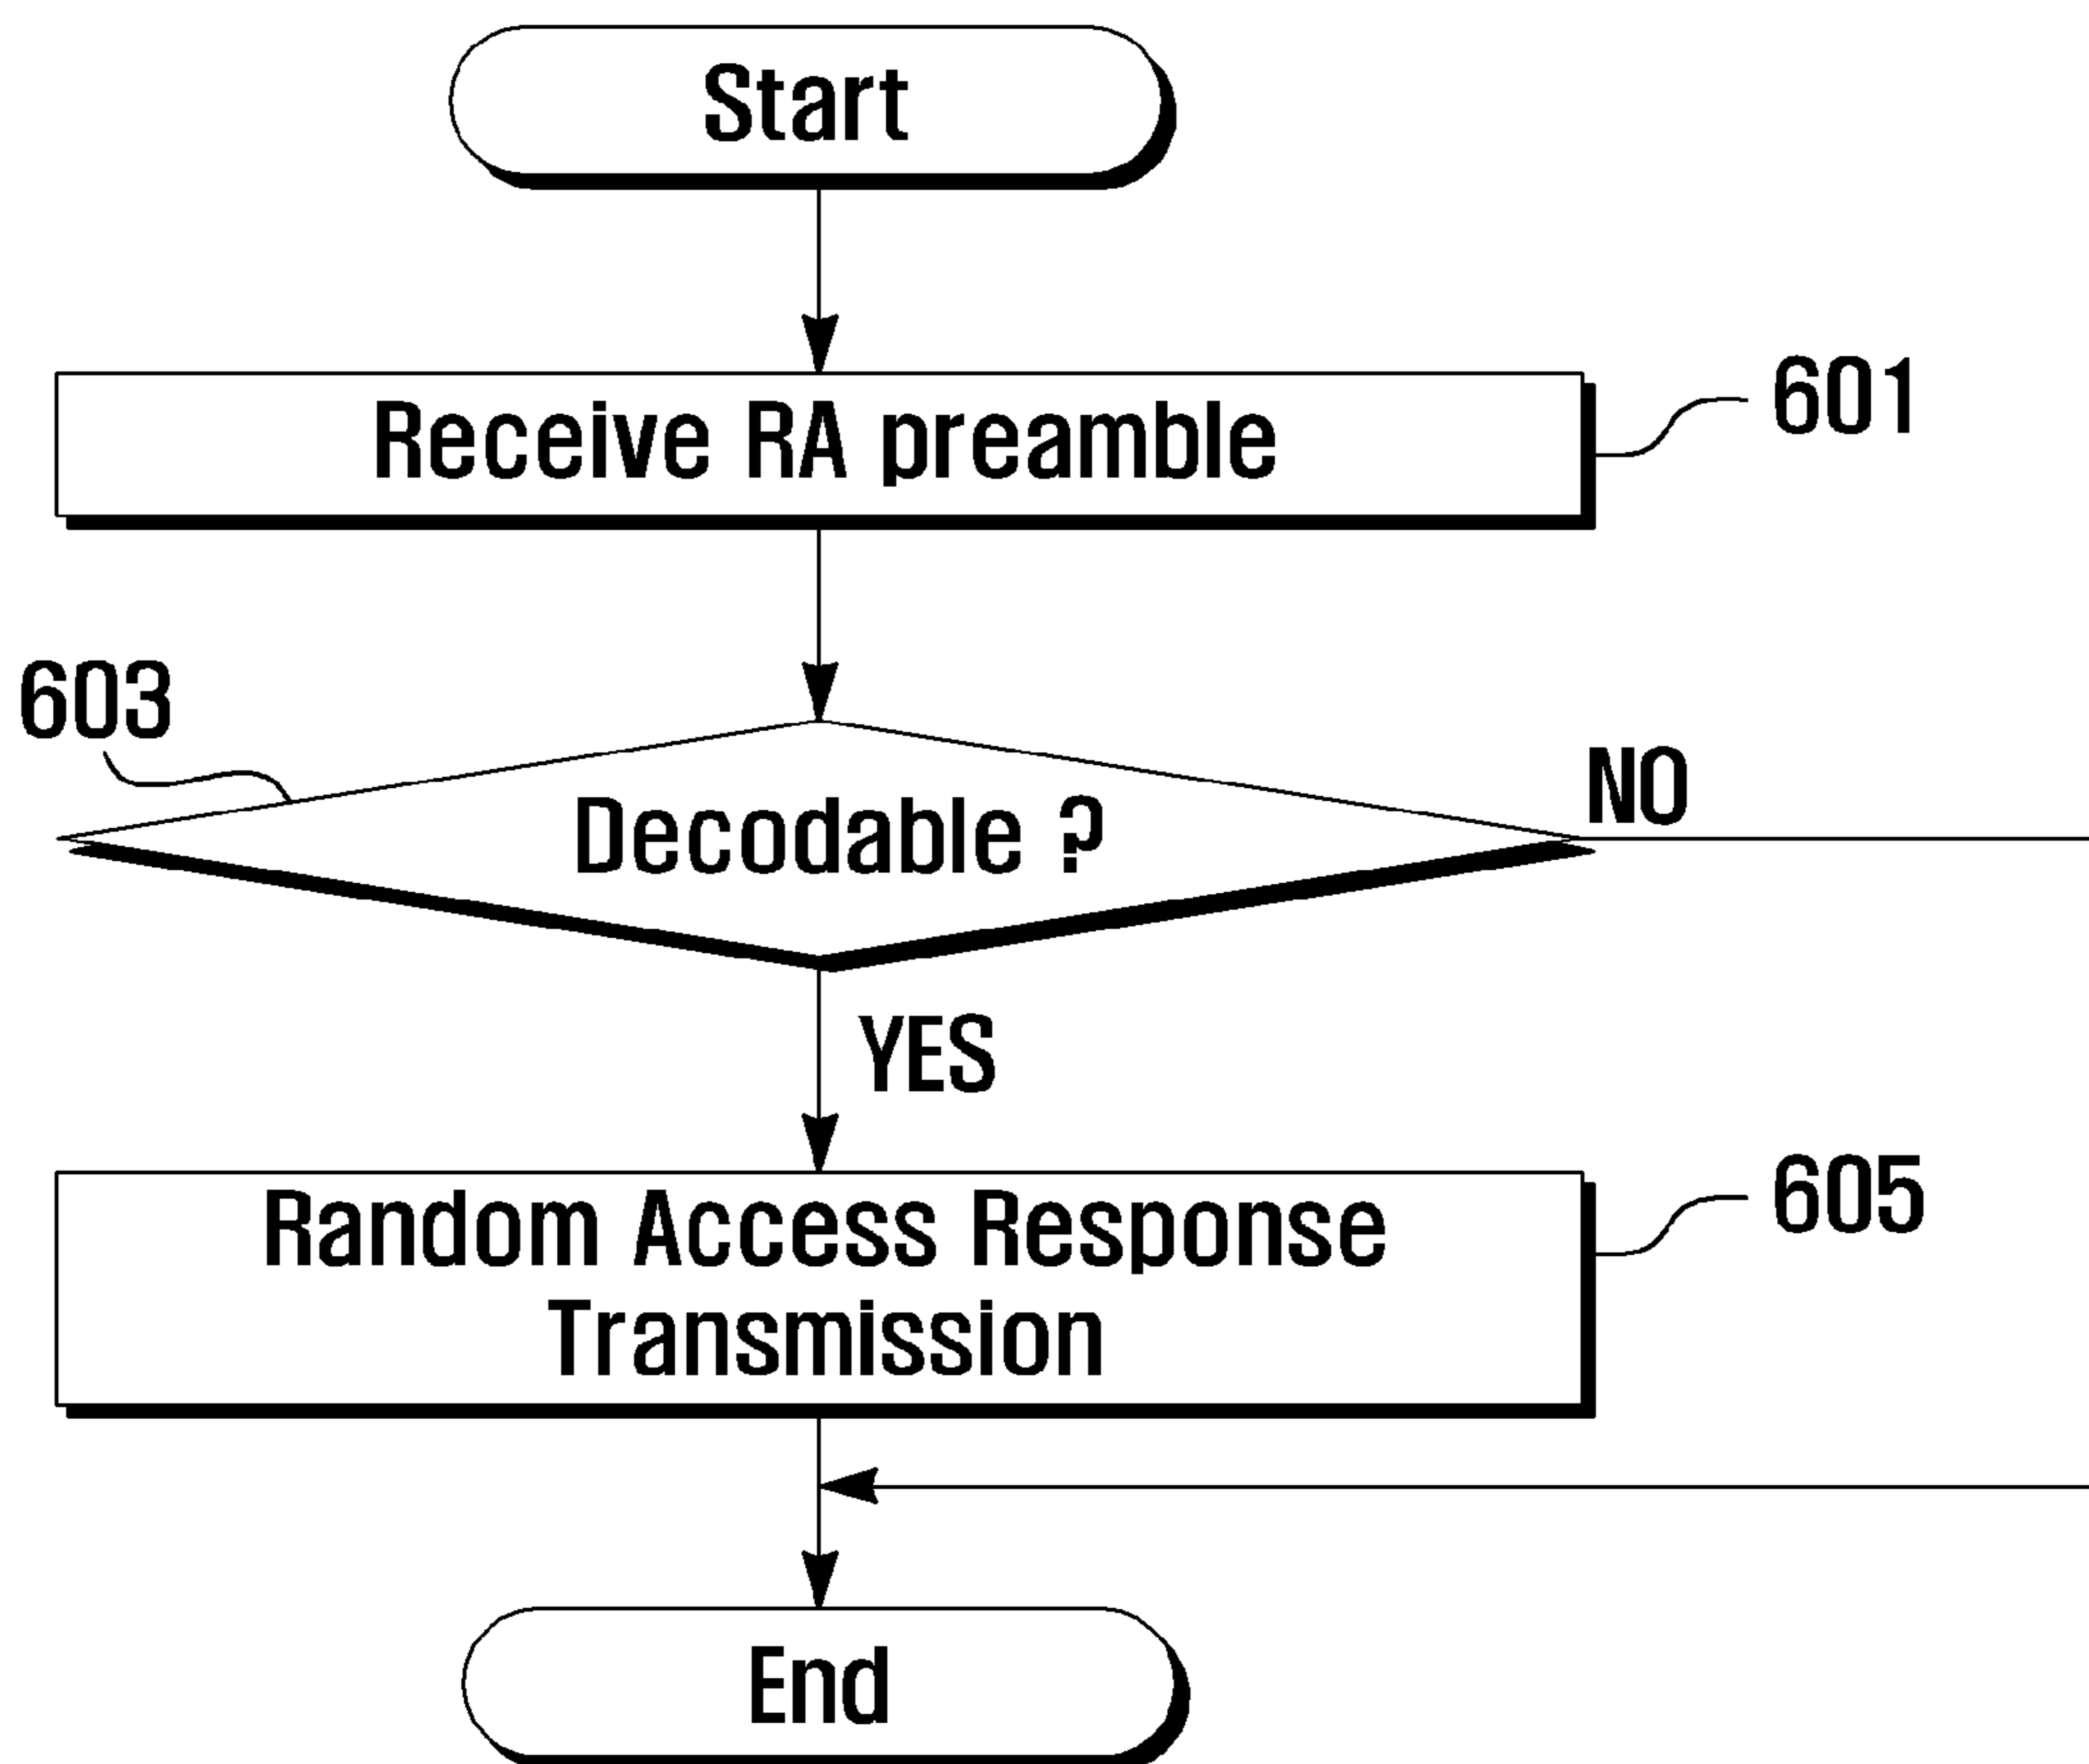 Start
Receive RA preamble
601
603
Decodable ?
NO
YES
Random Access Response
Transmission
605
End